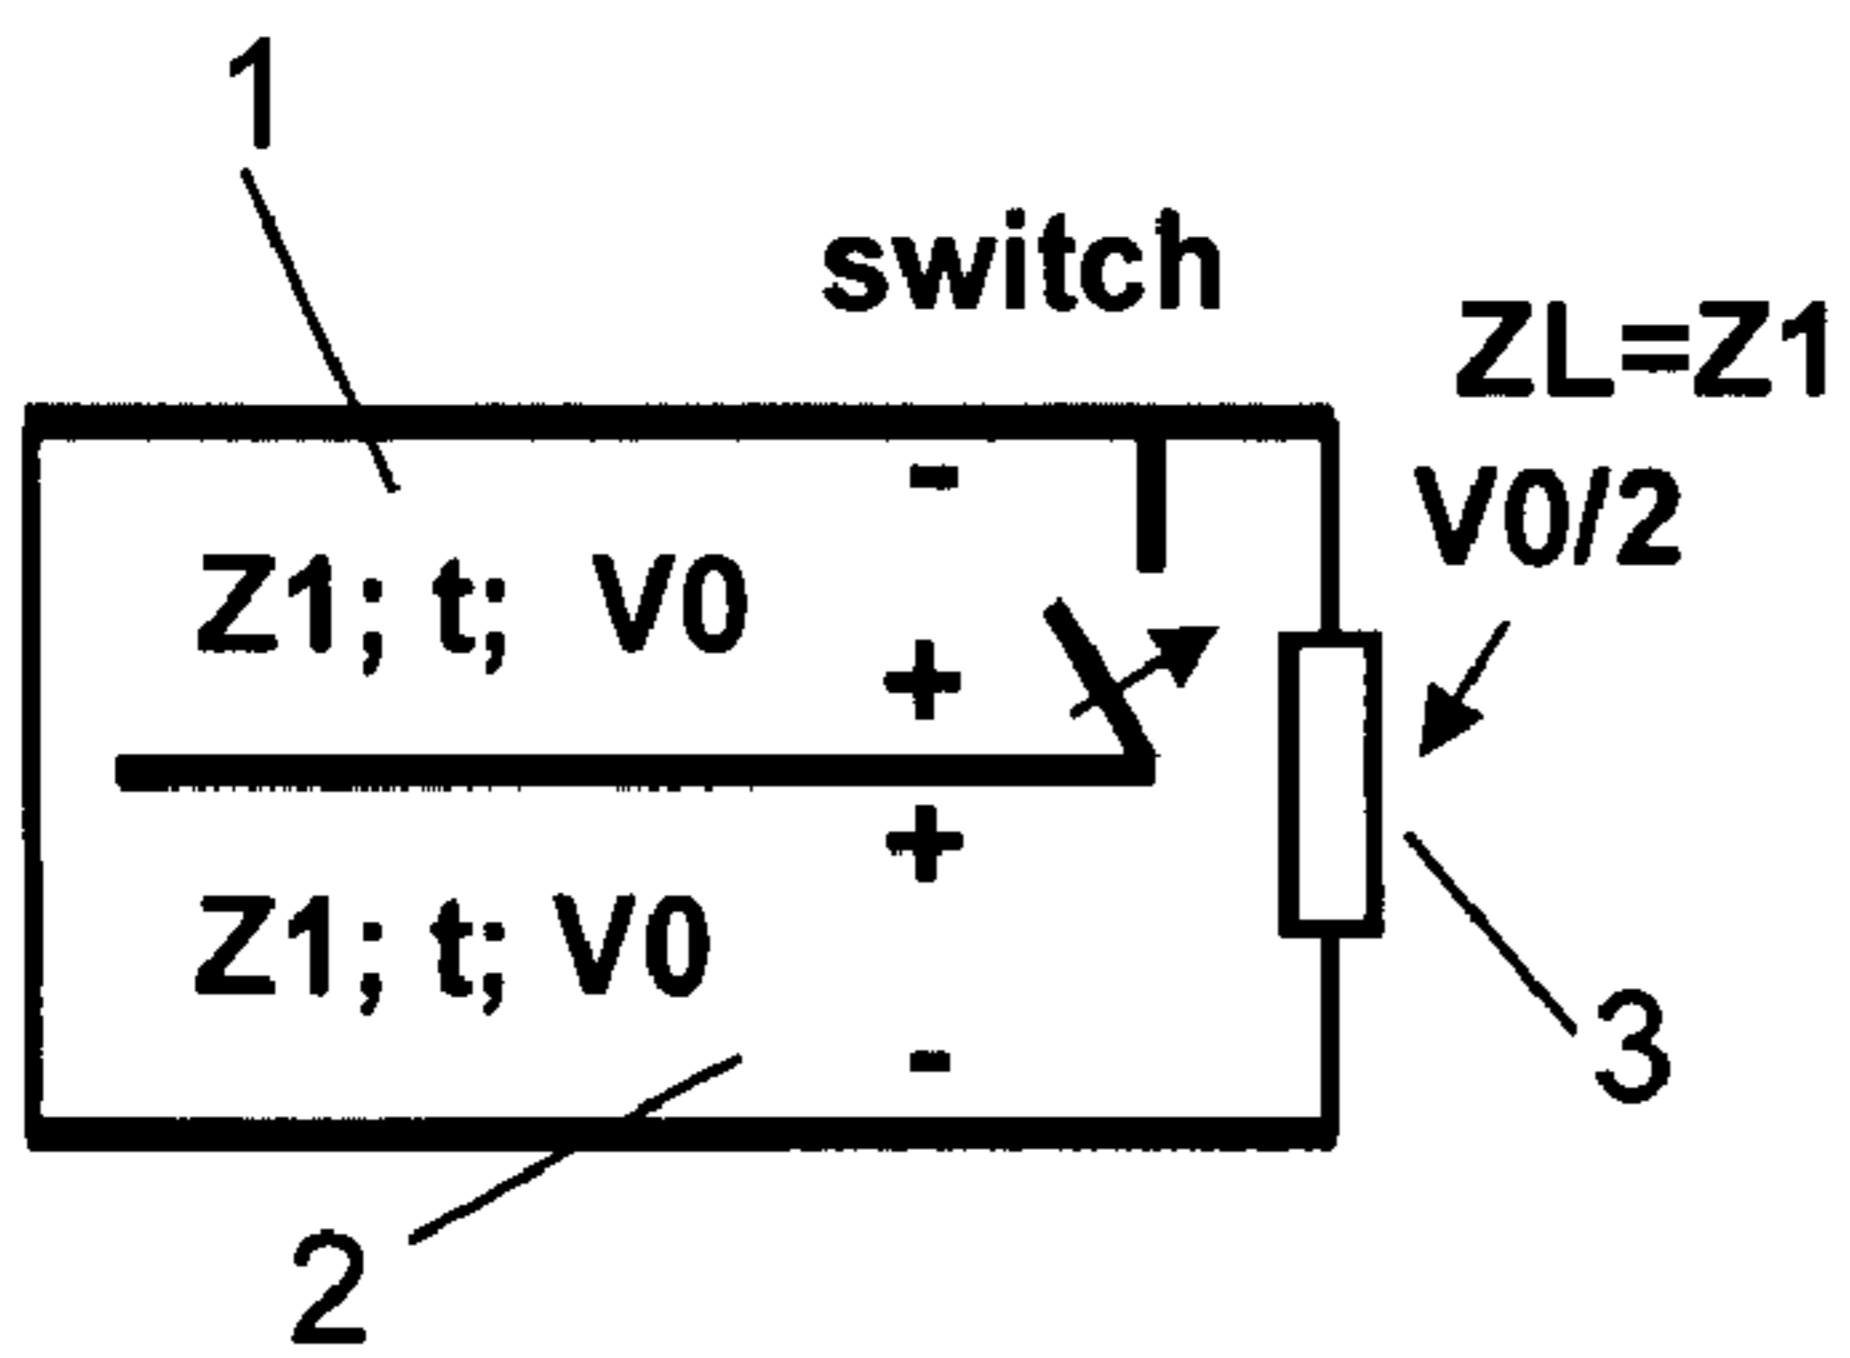 1
switch
ZL=Z1
V0/2
-
Z1; t; V0
+
+
Z1; t; V0
-
3
2